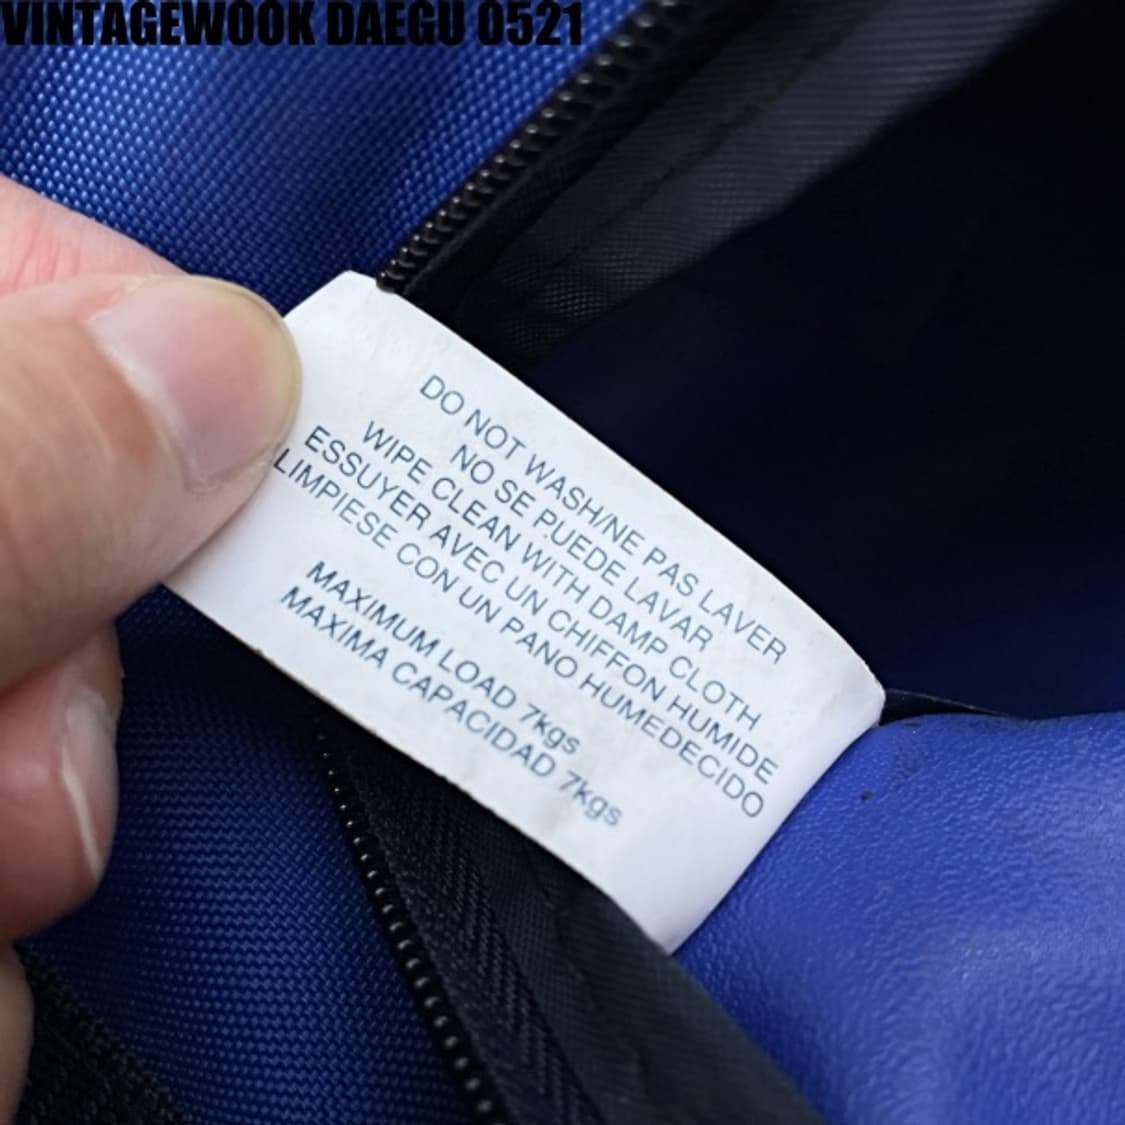 VINTAGEWOOK DAEGU 0521
DO NOT WASH/NE PAS LAVER
NO SE PUEDE LAVAR
WIPE CLEAN WITH DAMP CLOTH
ESSUYER AVEC UN CHIFFON HUMIDE
LIMPIESE CON UN PANO HUMEDECIDO
MAXIMUM LOAD 7kgs
MAXIMA CAPACIDAD 7kgs